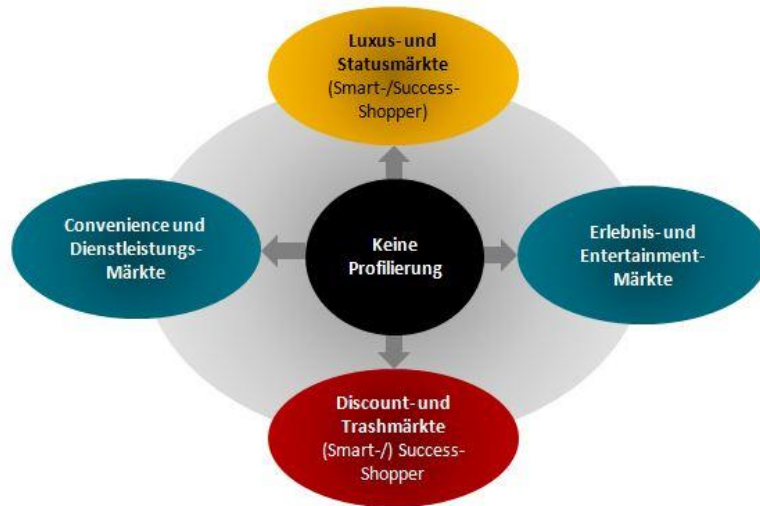 Luxus- und
Statusmärkte
(Smart-/Success-
Shopper)
Convenience und
Dienstleistungs-
Märkte
Keine
Profilierung
Erlebnis- und
Entertainment-
Märkte
Discount- und
Trashmärkte
(Smart-/) Success-
Shopper